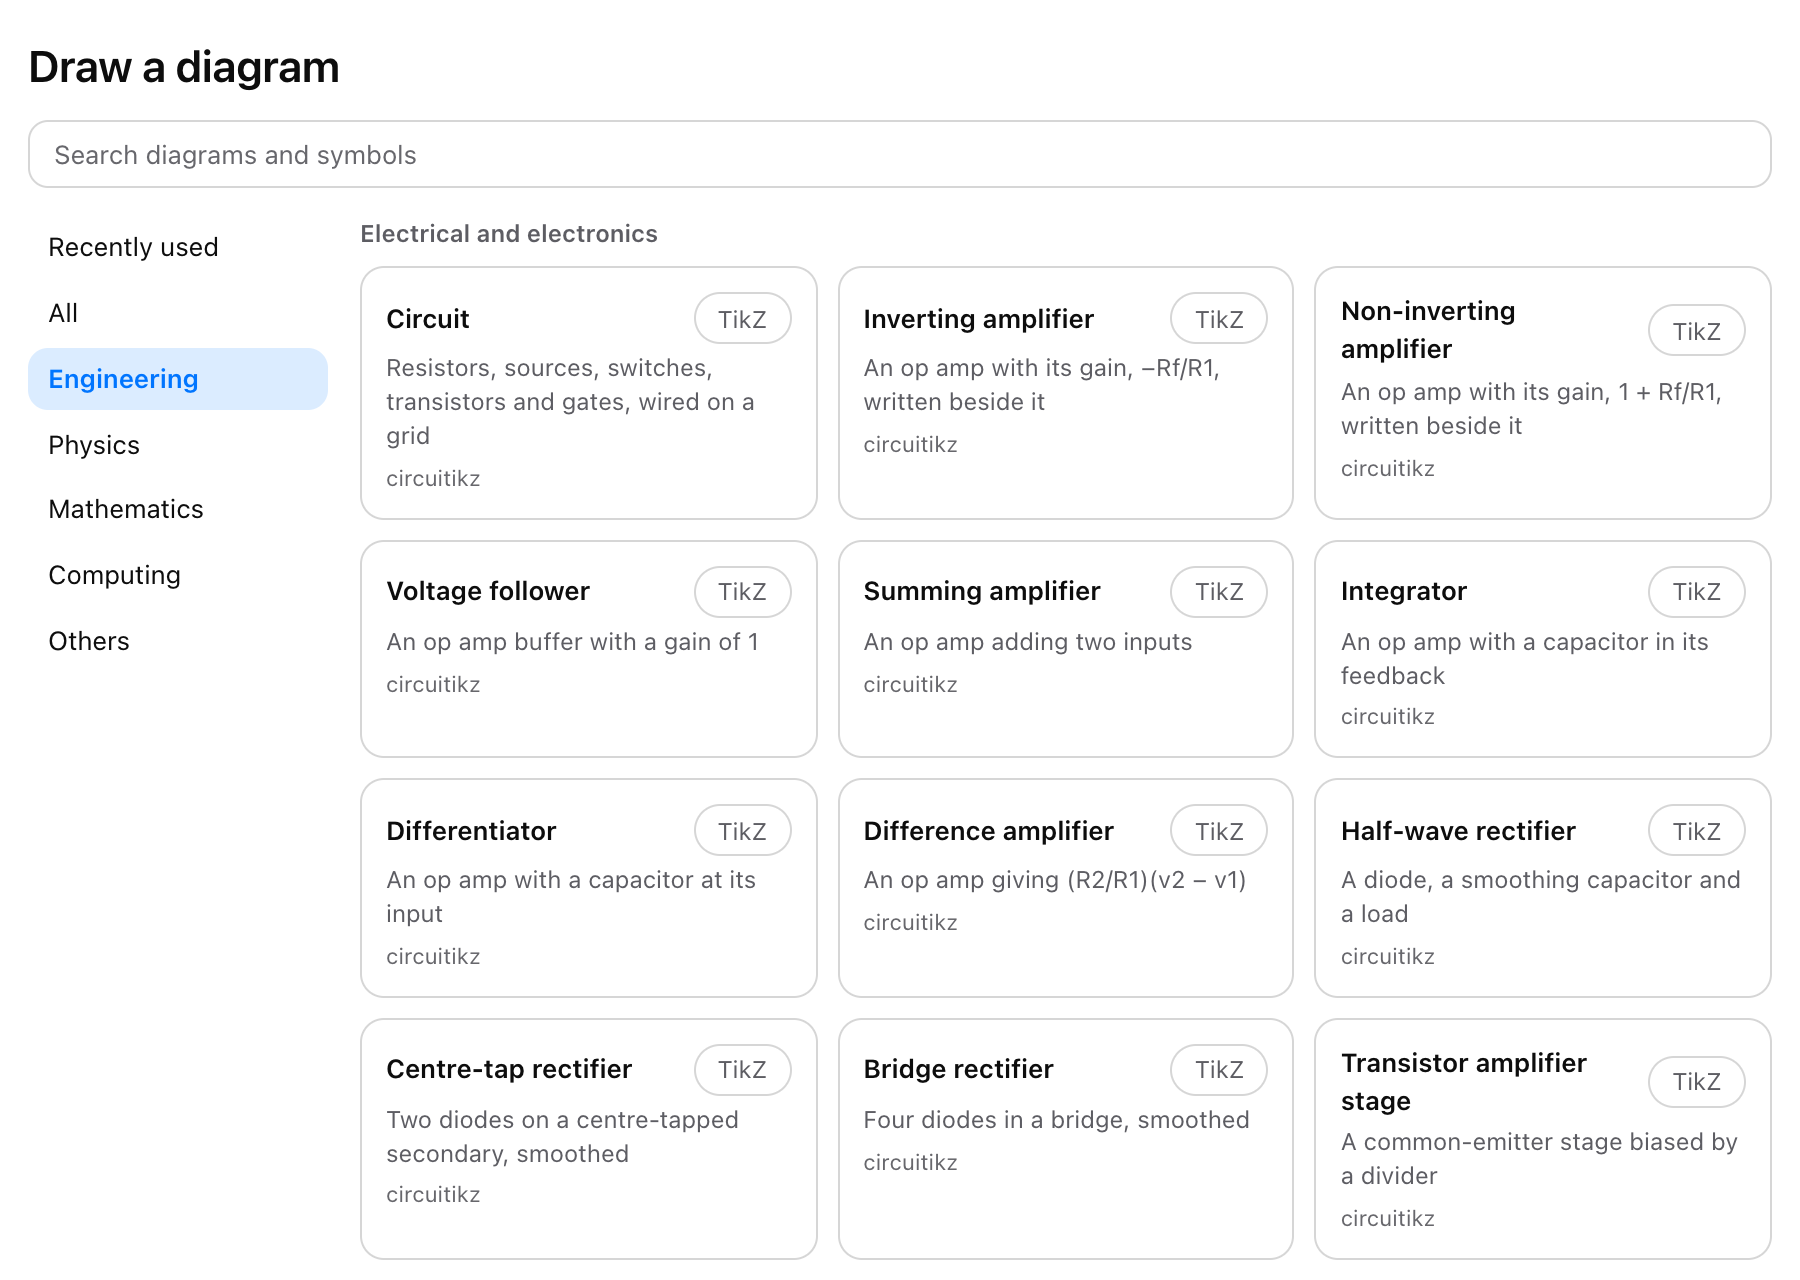 Draw a diagram
Search diagrams and symbols
Recently used
All
Engineering
Physics
Mathematics
Computing
Others
Electrical and electronics
Circuit
TikZ
Resistors, sources, switches,
transistors and gates, wired on a
grid
circuitikz
Inverting amplifier
TikZ
An op amp with its gain, −Rf/R1,
written beside it
circuitikz
Non-inverting
amplifier
TikZ
An op amp with its gain, 1 + Rf/R1,
written beside it
circuitikz
Voltage follower
TikZ
An op amp buffer with a gain of 1
circuitikz
Summing amplifier
TikZ
An op amp adding two inputs
circuitikz
Integrator
TikZ
An op amp with a capacitor in its
feedback
circuitikz
Differentiator
TikZ
An op amp with a capacitor at its
input
circuitikz
Difference amplifier
TikZ
An op amp giving (R2/R1)(v2 − v1)
circuitikz
Half-wave rectifier
TikZ
A diode, a smoothing capacitor and
a load
circuitikz
Centre-tap rectifier
TikZ
Two diodes on a centre-tapped
secondary, smoothed
circuitikz
Bridge rectifier
TikZ
Four diodes in a bridge, smoothed
circuitikz
Transistor amplifier
stage
TikZ
A common-emitter stage biased by
a divider
circuitikz